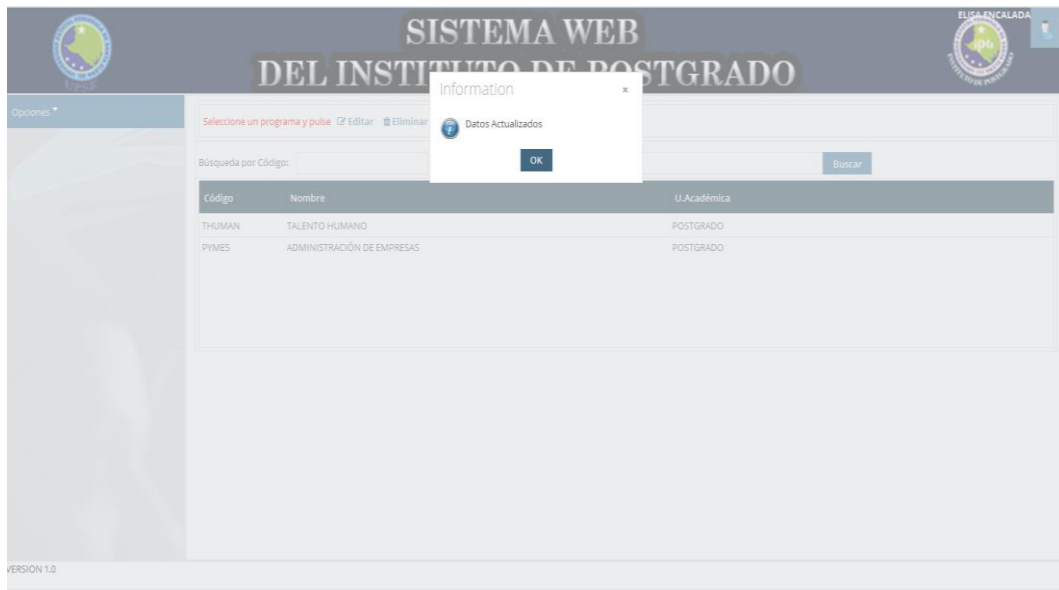 SISTEMA WEB
DEL INSTITUTO DE POSTGRADO
ELISA ENCALADA
UPSE
ipg
Opciones
Information
x
Datos Actualizados
OK
Seleccione un programa y pulse Editar Eliminar
Búsqueda por Código:
Buscar
Código Nombre U.Académica
THUMAN TALENTO HUMANO POSTGRADO
PYMES ADMINISTRACIÓN DE EMPRESAS POSTGRADO
VERSION 1.0